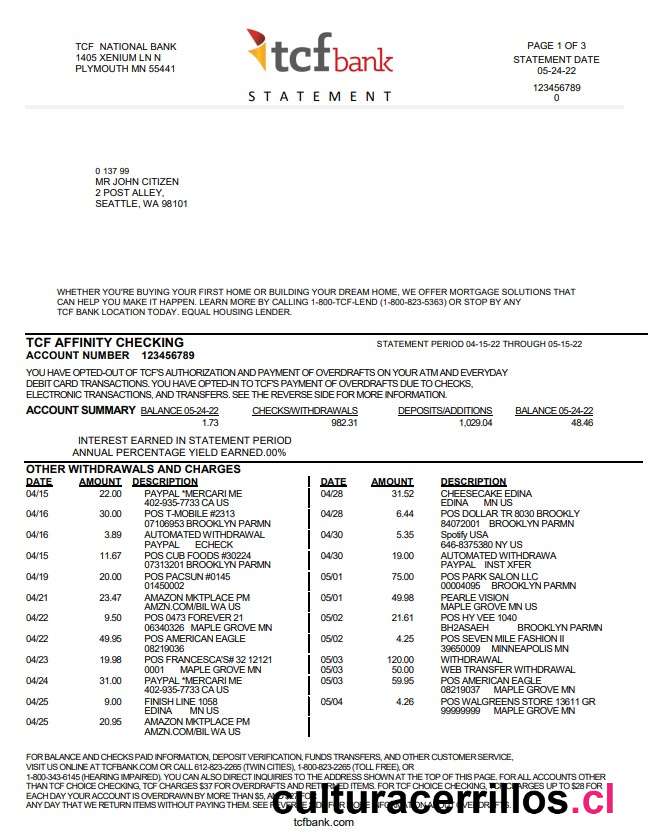 TCF NATIONAL BANK
1405 XENIUM LN N
PLYMOUTH MN 55441
tcfbank
STATEMENT
PAGE 1 OF 3
STATEMENT DATE
05-24-22
123456789
0
0 137 99
MR JOHN CITIZEN
2 POST ALLEY,
SEATTLE, WA 98101
WHETHER YOU'RE BUYING YOUR FIRST HOME OR BUILDING YOUR DREAM HOME, WE OFFER MORTGAGE SOLUTIONS THAT
CAN HELP YOU MAKE IT HAPPEN. LEARN MORE BY CALLING 1-800-TCF-LEND (1-800-823-5363) OR STOP BY ANY
TCF BANK LOCATION TODAY. EQUAL HOUSING LENDER.
TCF AFFINITY CHECKING STATEMENT PERIOD 04-15-22 THROUGH 05-15-22
ACCOUNT NUMBER 123456789
YOU HAVE OPTED-OUT OF TCF'S AUTHORIZATION AND PAYMENT OF OVERDRAFTS ON YOUR ATM AND EVERYDAY
DEBIT CARD TRANSACTIONS. YOU HAVE OPTED-IN TO TCF'S PAYMENT OF OVERDRAFTS DUE TO CHECKS,
ELECTRONIC TRANSACTIONS, AND TRANSFERS. SEE THE REVERSE SIDE FOR MORE INFORMATION.
ACCOUNT SUMMARY BALANCE 05-24-22 CHECKS/WITHDRAWALS DEPOSITS/ADDITIONS BALANCE 05-24-22
1.73 982.31 1,029.04 48.46
INTEREST EARNED IN STATEMENT PERIOD
ANNUAL PERCENTAGE YIELD EARNED.00%
OTHER WITHDRAWALS AND CHARGES
DATE AMOUNT DESCRIPTION
04/15 22.00 PAYPAL *MERCARI ME
402-935-7733 CA US
04/16 30.00 POS T-MOBILE #2313
07106953 BROOKLYN PARMN
04/16 3.89 AUTOMATED WITHDRAWAL
PAYPAL ECHECK
04/15 11.67 POS CUB FOODS #30224
07313201 BROOKLYN PARMN
04/19 20.00 POS PACSUN #0145
01450002
04/21 23.47 AMAZON MKTPLACE PM
AMZN.COM/BIL WA US
04/22 9.50 POS 0473 FOREVER 21
06340326 MAPLE GROVE MN
04/22 49.95 POS AMERICAN EAGLE
08219036
04/23 19.98 POS FRANCESCA'S# 32 12121
0001 MAPLE GROVE MN
04/24 31.00 PAYPAL *MERCARI ME
402-935-7733 CA US
04/25 9.00 FINISH LINE 1058
EDINA MN US
04/25 20.95 AMAZON MKTPLACE PM
AMZN.COM/BIL WA US
DATE AMOUNT DESCRIPTION
04/28 31.52 CHEESECAKE EDINA
EDINA MN US
04/28 6.44 POS DOLLAR TR 8030 BROOKLY
84072001 BROOKLYN PARMN
04/30 5.35 Spotify USA
646-8375380 NY US
04/30 19.00 AUTOMATED WITHDRAWA
PAYPAL INST XFER
05/01 75.00 POS PARK SALON LLC
00004095 BROOKLYN PARMN
05/01 49.98 PEARLE VISION
MAPLE GROVE MN US
05/02 21.61 POS HY VEE 1040
BH2ASAEH BROOKLYN PARMN
05/02 4.25 POS SEVEN MILE FASHION II
39650009 MINNEAPOLIS MN
05/03 120.00 WITHDRAWAL
05/03 50.00 WEB TRANSFER WITHDRAWAL
05/03 59.95 POS AMERICAN EAGLE
08219037 MAPLE GROVE MN
05/04 4.26 POS WALGREENS STORE 13611 GR
99999999 MAPLE GROVE MN
FOR BALANCE AND CHECKS PAID INFORMATION, DEPOSIT VERIFICATION, FUNDS TRANSFERS, AND OTHER CUSTOMER SERVICE,
VISIT US ONLINE AT TCFBANK.COM OR CALL 612-823-2265 (TWIN CITIES), 1-800-823-2265 (TOLL FREE), OR
1-800-343-6145 (HEARING IMPAIRED). YOU CAN ALSO DIRECT INQUIRIES TO THE ADDRESS SHOWN AT THE TOP OF THIS PAGE. FOR ALL ACCOUNTS OTHER
THAN TCF CHOICE CHECKING, TCF CHARGES $37 FOR OVERDRAFTS AND RETURNED ITEMS. FOR TCF CHOICE CHECKING, TCF CHARGES UP TO $28 FOR
EACH DAY YOUR ACCOUNT IS OVERDRAWN BY MORE THAN $5, AND
ANY DAY THAT WE RETURN ITEMS WITHOUT PAYING THEM. SEE REVERSE SIDE FOR MORE INFORMATION ABOUT OVERDRAFTS.
culturacerrillos.cl
tcfbank.com